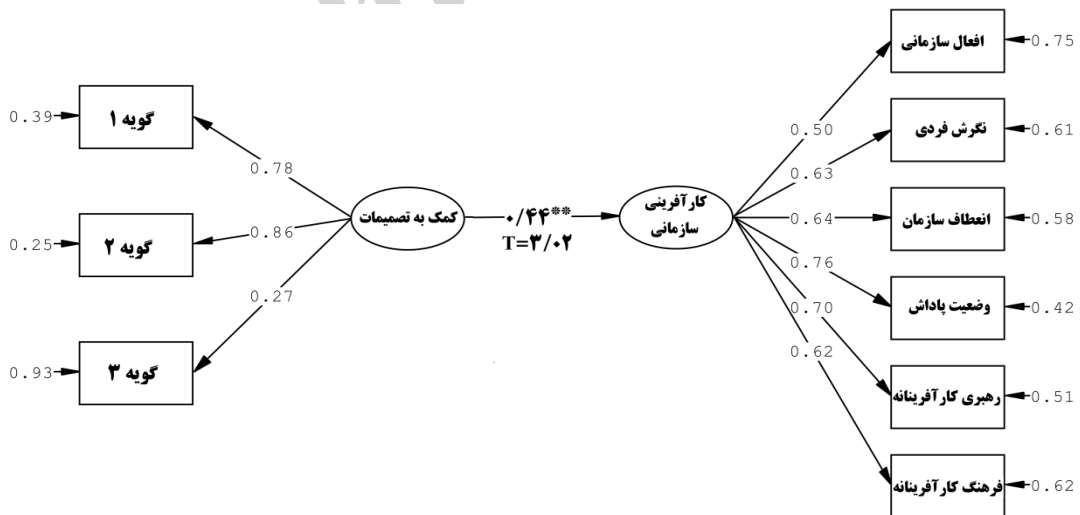 افعال سازمانی
0.75
0.39
گویه ۱
0.50
نگرش فردی
0.61
0.78
0.63
کمک به تصمیمات
۰/۴۴**
T=۳/۰۲
کارآفرینی
سازمانی
0.64
انعطاف سازمان
0.58
0.25
گویه ۲
0.86
0.76
وضعیت پاداش
0.42
0.27
0.70
0.93
گویه ۳
0.62
رهبری کارآفرینانه
0.51
فرهنگ کارآفرینانه
0.62